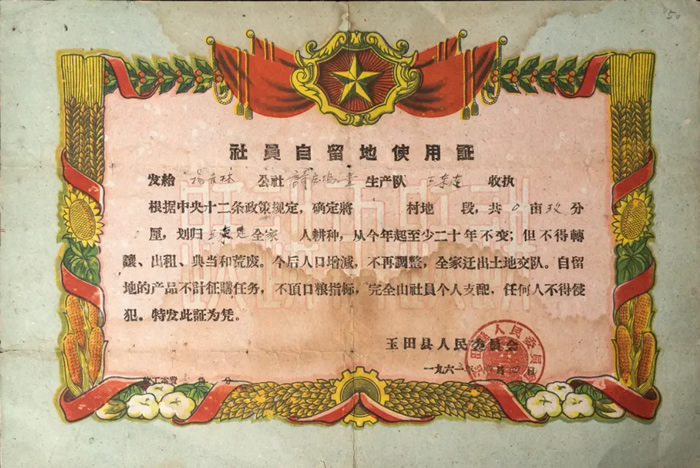 社員自留地使用証
发給 公社 生产队 收执
根据中央十二条政策规定，确定將 村地 段，共 亩 分
厘，划归 全家 人耕种，从今年起至少二十年不变；但不得轉
讓、出租、典当和荒废。今后人口增减，不再調整，全家迁出土地交队。自留
地的产品不計征購任务，不頂口粮指标，完全由社員个人支配，任何人不得侵
犯。特发此証为凭。
玉田县人民委員会
一九六 年 月 日